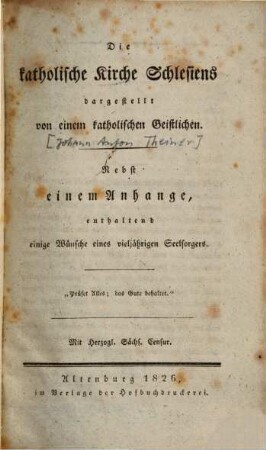 Die
katholische Kirche Schlesiens
dargestellt
von einem katholischen Geistlichen.
[Johann Anton Theiner]
Nebst
einem Anhange,
enthaltend
einige Wünsche eines vieljährigen Seelsorgers.
„Prüfet Alles; das Gute behaltet.“
Mit Herzogl. Sächs. Censur.
Altenburg 1826,
im Verlage der Hofbuchdruckerei.